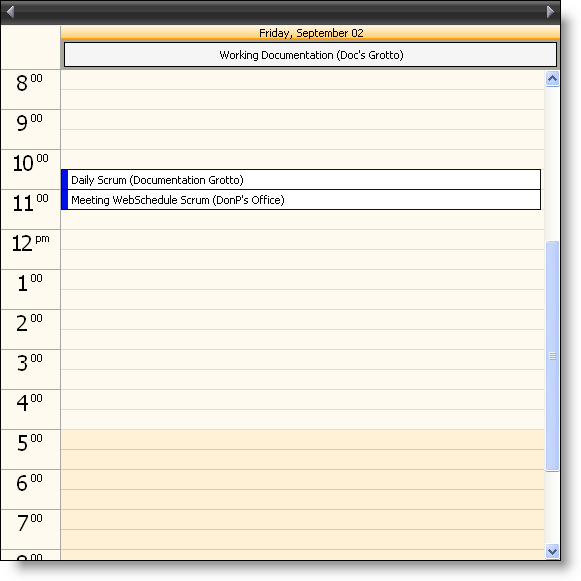 Friday, September 02
Working Documentation (Doc's Grotto)
8 00
9 00
10 00
Daily Scrum (Documentation Grotto)
11 00
Meeting WebSchedule Scrum (DonP's Office)
12 pm
1 00
2 00
3 00
4 00
5 00
6 00
7 00
8 00